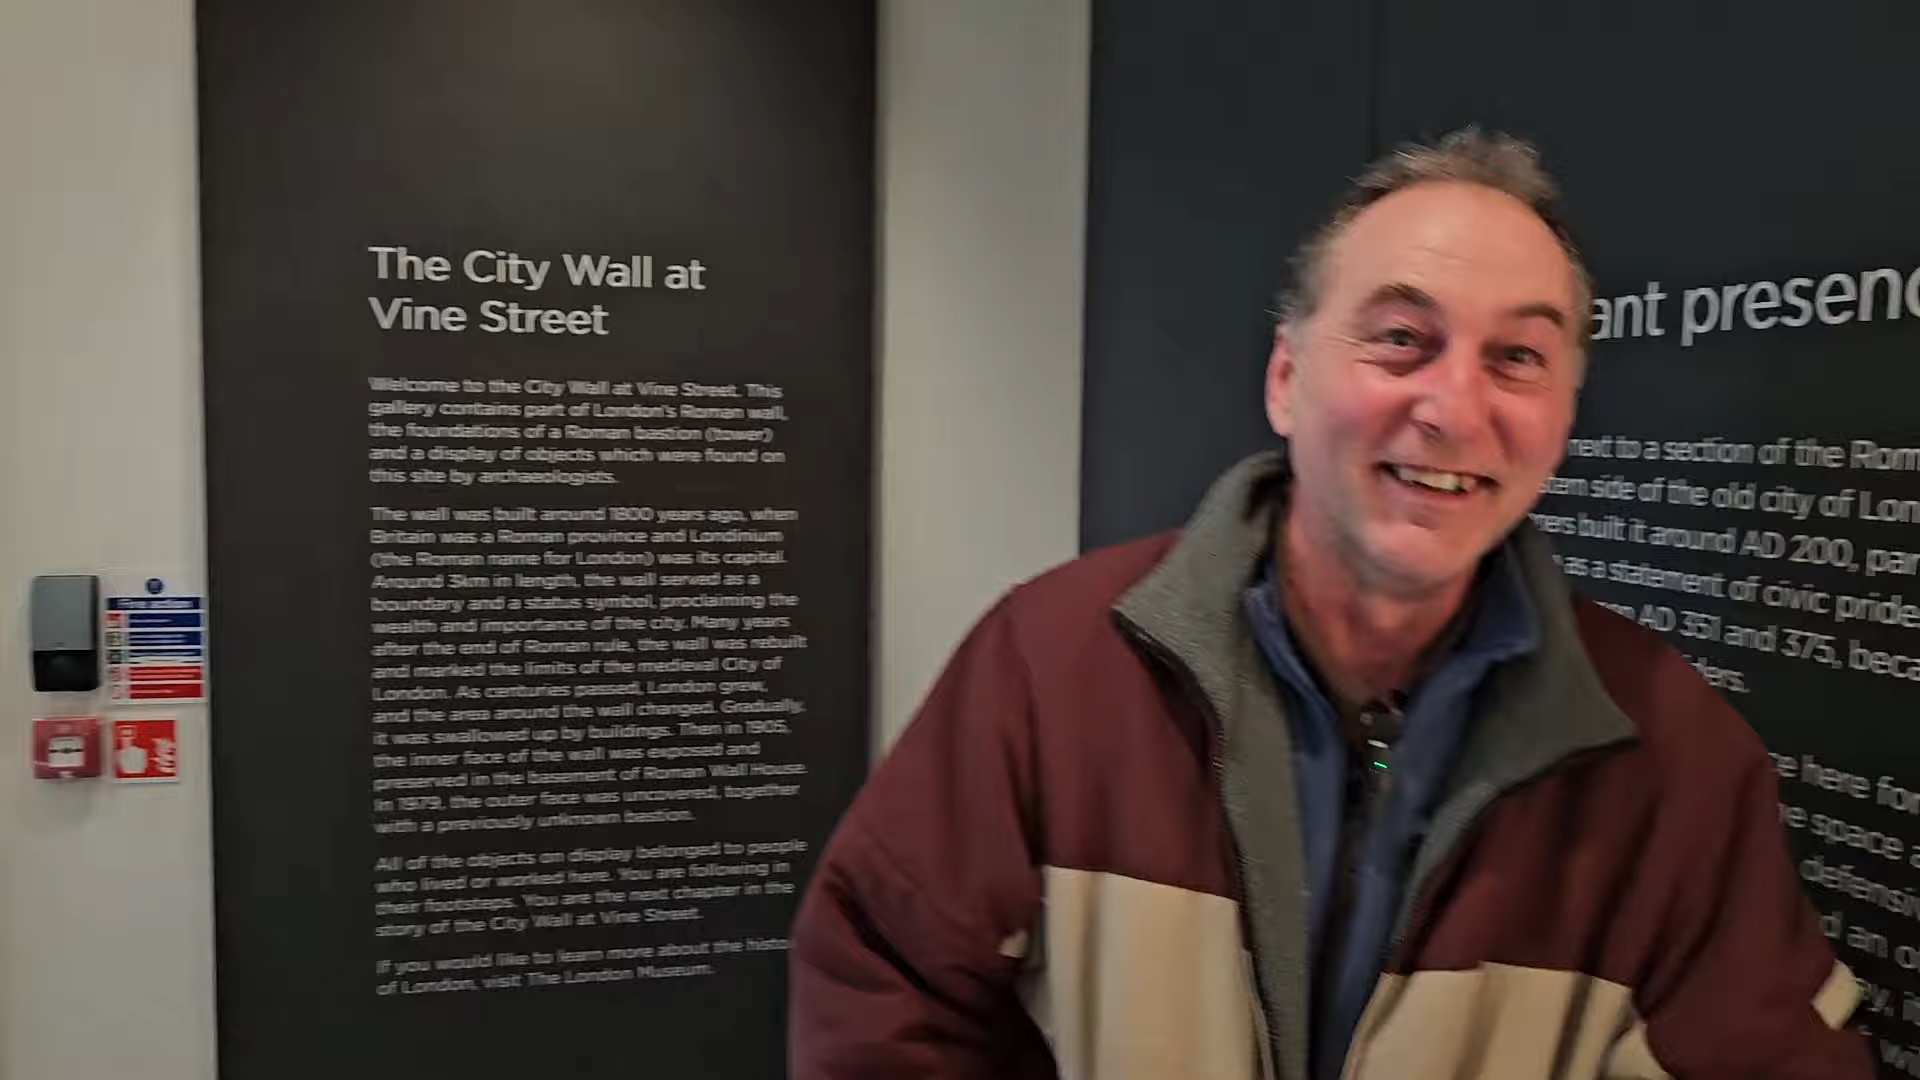 The City Wall at
Vine Street
Welcome to the City Wall at Vine Street. This
gallery contains part of London's Roman wall,
the foundations of a Roman bastion (tower)
and a display of objects which were found on
this site by archaeologists.
The wall was built around 1800 years ago, when
Britain was a Roman province and Londinium
(the Roman name for London) was its capital.
Around 3km in length, the wall served as a
boundary and a status symbol, proclaiming the
wealth and importance of the city. Many years
after the end of Roman rule, the wall was rebuilt
and marked the limits of the medieval City of
London. As centuries passed, London grew,
and the area around the wall changed. Gradually,
it was swallowed up by buildings. Then in 1905,
the inner face of the wall was exposed and
preserved in the basement of Roman Wall House.
In 1979, the outer face was uncovered, together
with a previously unknown bastion.
All of the objects on display belonged to people
who lived or worked here. You are following in
their footsteps. You are the next chapter in the
story of the City Wall at Vine Street.
If you would like to learn more about the histo
of London, visit The London Museum.
Fire action
ant presenc
next to a section of the Rom
stern side of the old city of Lon
ners built it around AD 200, par
as a statement of civic pride
AD 351 and 375, beca
ders.
e here for
e space a
defensiv
d an o
ey, i
wi